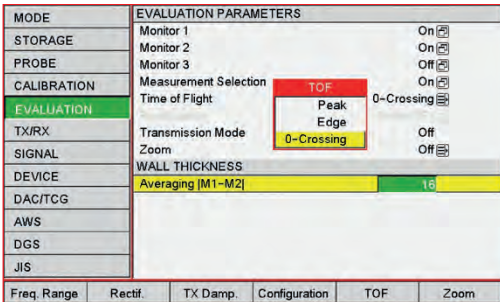 MODE
STORAGE
PROBE
CALIBRATION
EVALUATION
TX/RX
SIGNAL
DEVICE
DAC/TCG
AWS
DGS
JIS
EVALUATION PARAMETERS
Monitor 1 On
Monitor 2 On
Monitor 3 Off
Measurement Selection On
Time of Flight 0-Crossing
TOF
Peak
Edge
0-Crossing
Transmission Mode Off
Zoom Off
WALL THICKNESS
Averaging |M1-M2| 16
Freq. Range Rectif. TX Damp. Configuration TOF Zoom